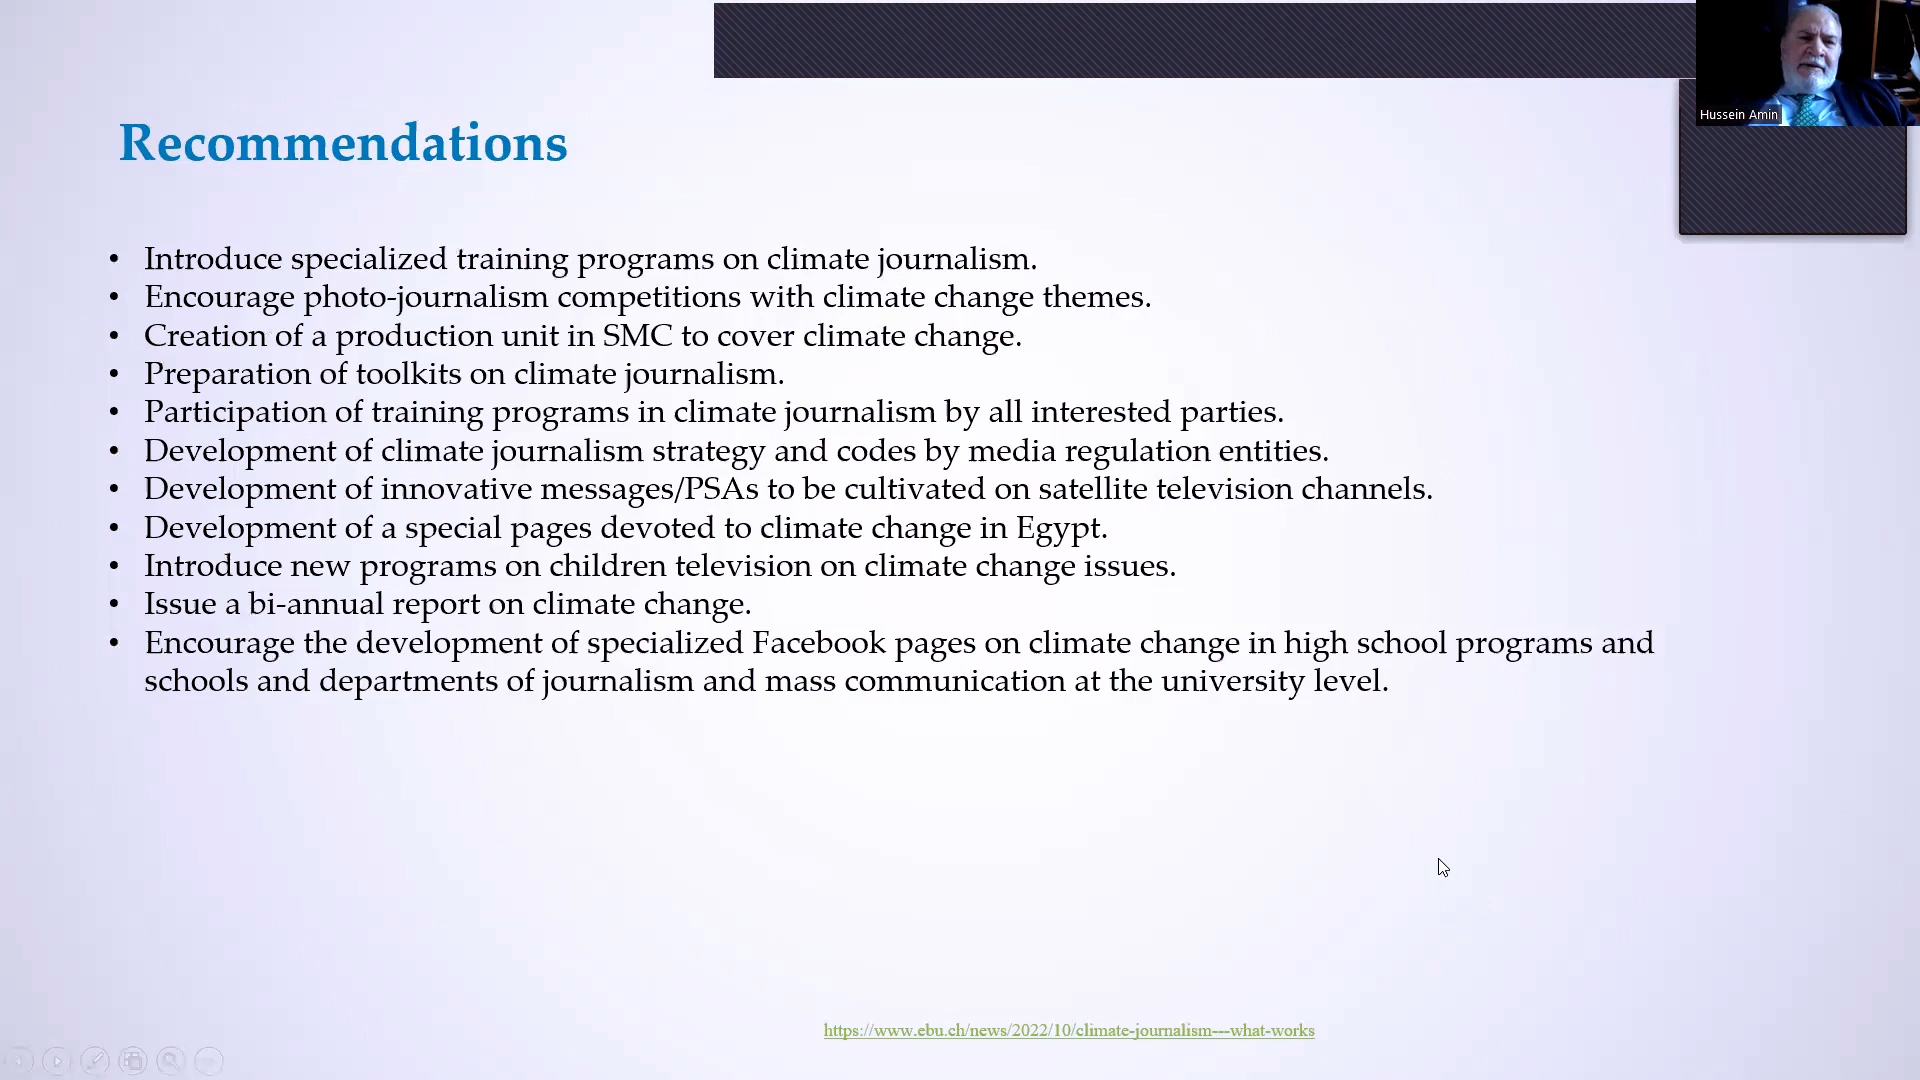 Hussein Amin
Recommendations
• Introduce specialized training programs on climate journalism.
• Encourage photo-journalism competitions with climate change themes.
• Creation of a production unit in SMC to cover climate change.
• Preparation of toolkits on climate journalism.
• Participation of training programs in climate journalism by all interested parties.
• Development of climate journalism strategy and codes by media regulation entities.
• Development of innovative messages/PSAs to be cultivated on satellite television channels.
• Development of a special pages devoted to climate change in Egypt.
• Introduce new programs on children television on climate change issues.
• Issue a bi-annual report on climate change.
• Encourage the development of specialized Facebook pages on climate change in high school programs and
schools and departments of journalism and mass communication at the university level.
https://www.ebu.ch/news/2022/10/climate-journalism---what-works